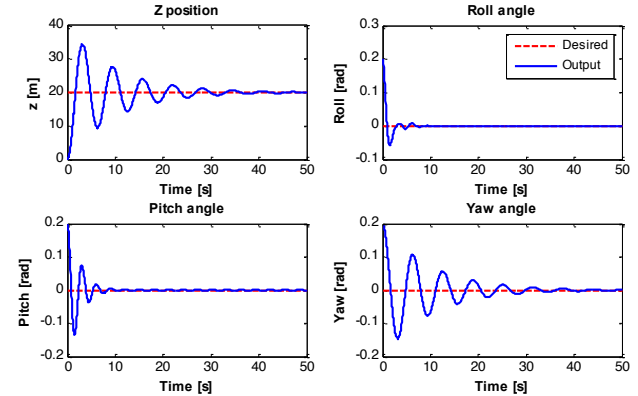 Z position
40
30
20
10
0
z [m]
0 10 20 30 40 50
Time [s]
Roll angle
0.3
0.2
0.1
0
-0.1
Roll [rad]
Desired
Output
0 10 20 30 40 50
Time [s]
Pitch angle
0.2
0.1
0
-0.1
-0.2
Pitch [rad]
0 10 20 30 40 50
Time [s]
Yaw angle
0.2
0.1
0
-0.1
-0.2
Yaw [rad]
0 10 20 30 40 50
Time [s]